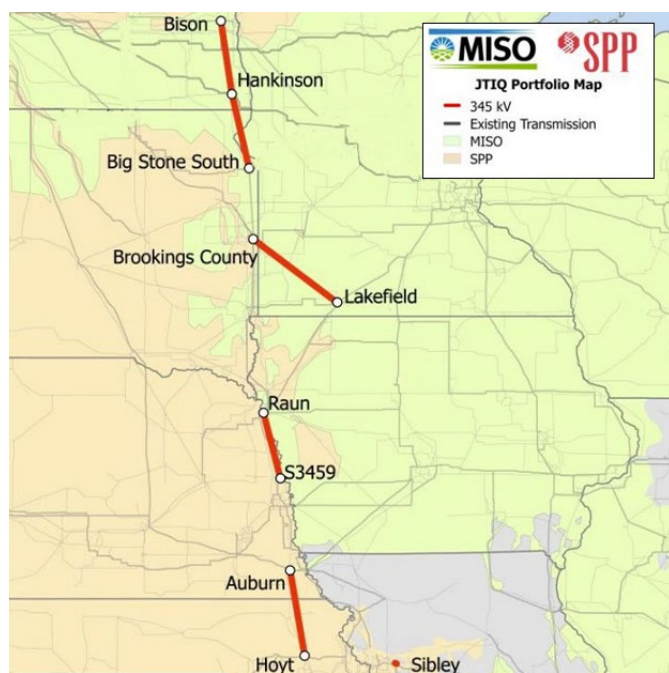 Bison
MISO SPP
JTIQ Portfolio Map
345 kV
Existing Transmission
MISO
SPP
Hankinson
Big Stone South
Brookings County
Lakefield
Raun
S3459
Auburn
Hoyt
Sibley